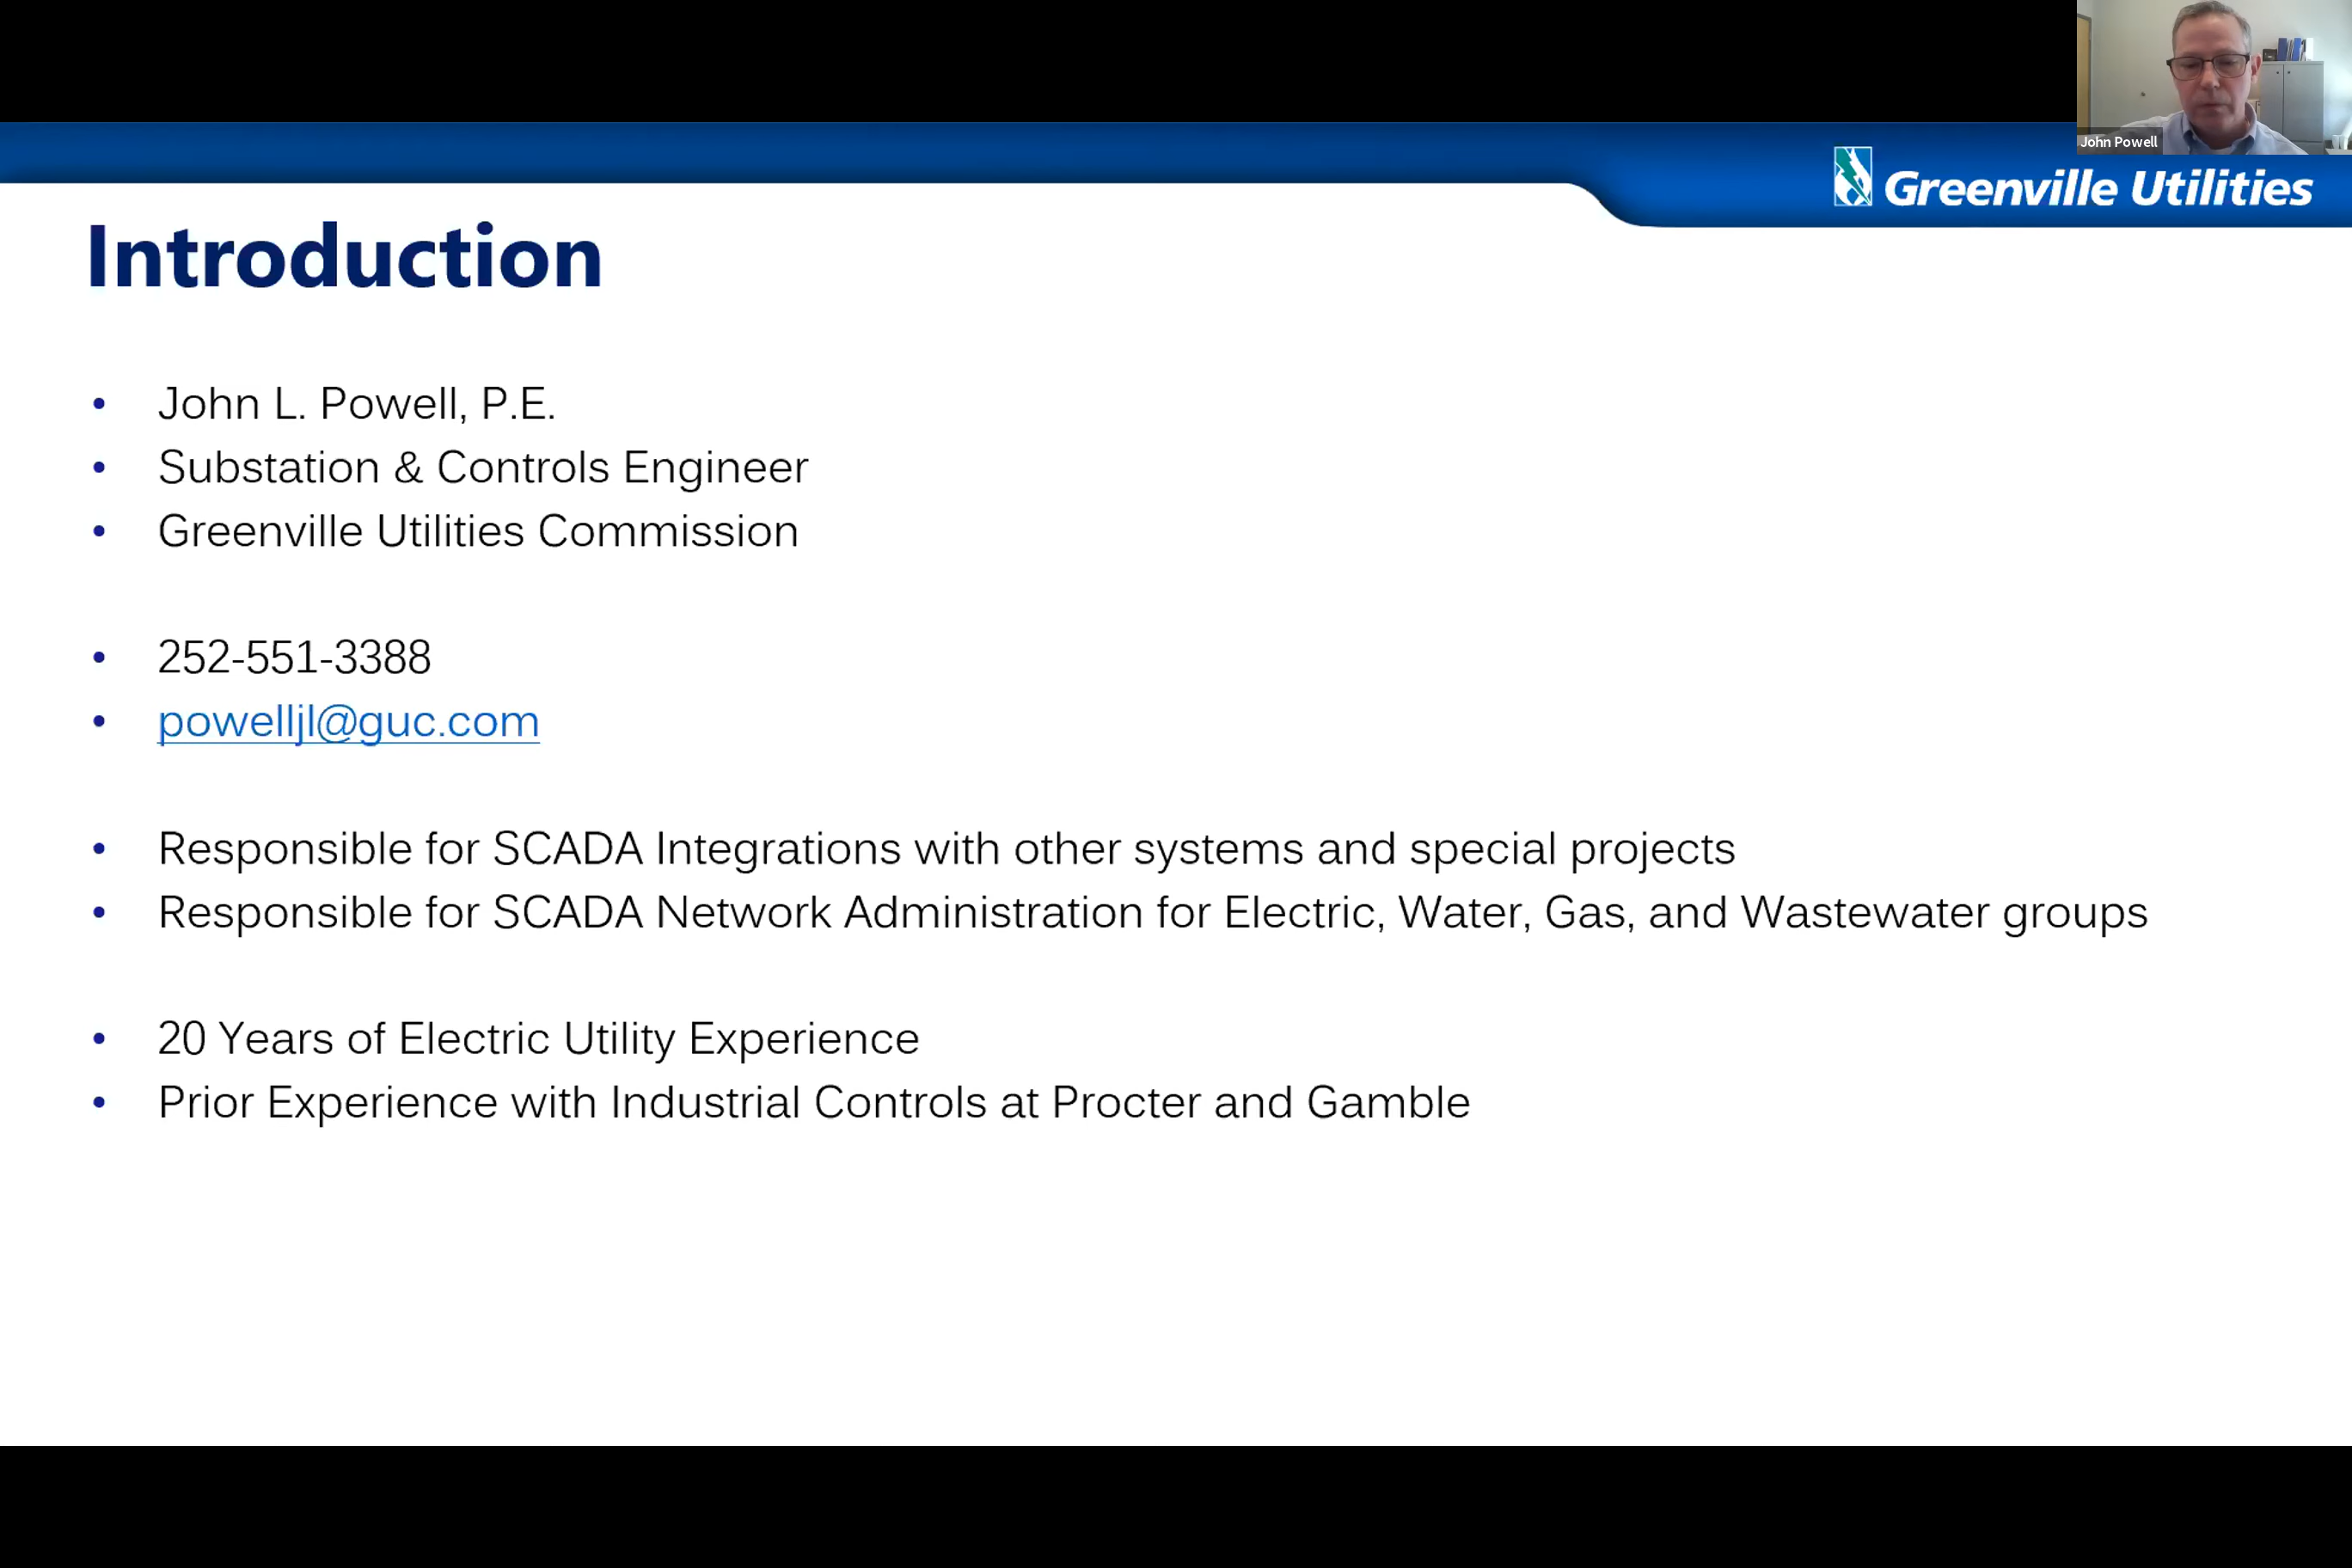 John Powell
Greenville Utilities
Introduction
• John L. Powell, P.E.
• Substation & Controls Engineer
• Greenville Utilities Commission
• 252-551-3388
• powelljl@guc.com
• Responsible for SCADA Integrations with other systems and special projects
• Responsible for SCADA Network Administration for Electric, Water, Gas, and Wastewater groups
• 20 Years of Electric Utility Experience
• Prior Experience with Industrial Controls at Procter and Gamble